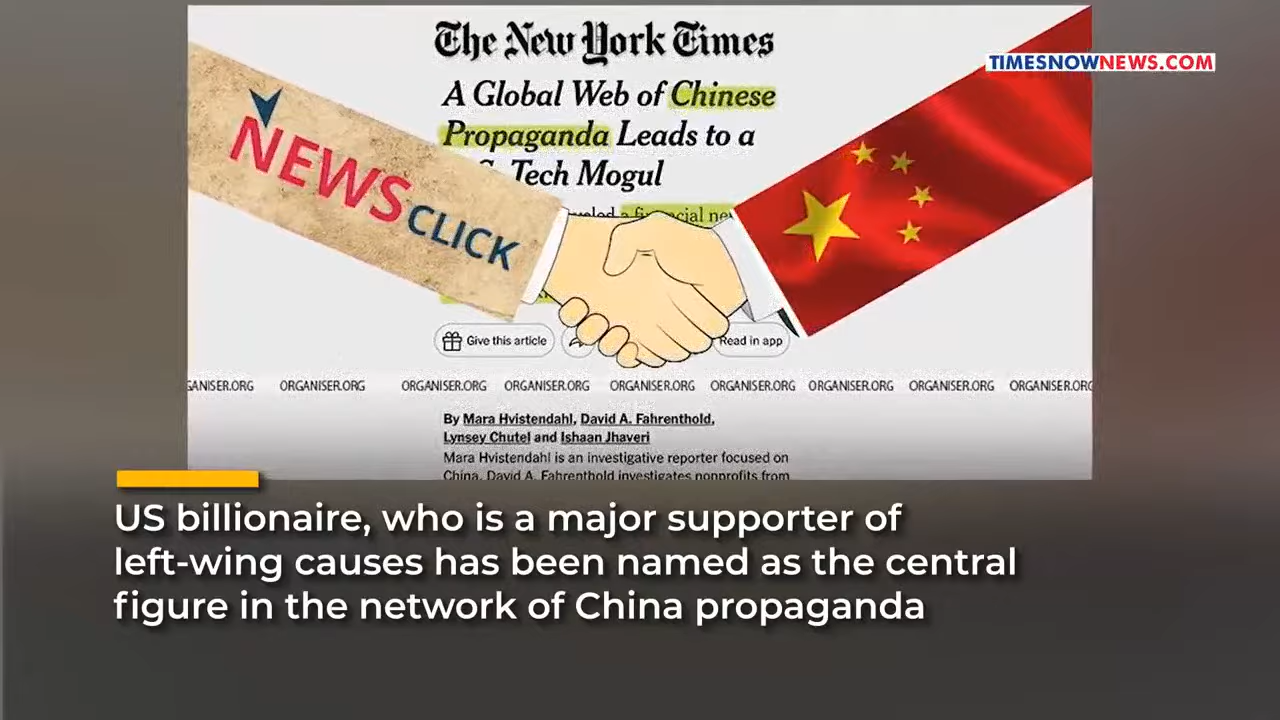 The New York Times
TIMESNOWNEWS.COM
A Global Web of Chinese
Propaganda Leads to a
Tech Mogul
NEWSCLICK
Give this article
Read in app
GANISER.ORG ORGANISER.ORG ORGANISER.ORG ORGANISER.ORG ORGANISER.ORG ORGANISER.ORG ORGANISER.ORG ORGANISER.ORG ORGANISER.ORG
By Mara Hvistendahl, David A. Fahrenthold,
Lynsey Chutel and Ishaan Jhaveri
Mara Hvistendahl is an investigative reporter focused on
China. David A. Fahrenthold investigates nonprofits from
US billionaire, who is a major supporter of
left-wing causes has been named as the central
figure in the network of China propaganda